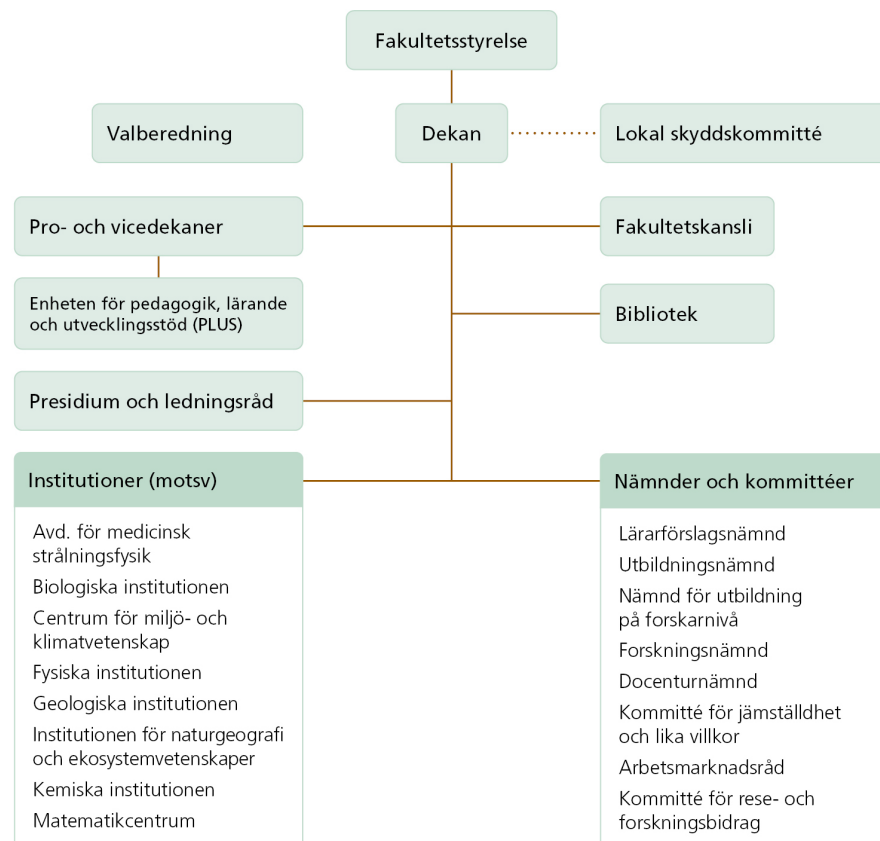 Fakultetsstyrelse
Valberedning
Dekan
Lokal skyddskommitté
Pro- och vicedekaner
Fakultetskansli
Enheten för pedagogik, lärande
och utvecklingsstöd (PLUS)
Bibliotek
Presidium och ledningsråd
Institutioner (motsv)
Avd. för medicinsk
strålningsfysik
Biologiska institutionen
Centrum för miljö- och
klimatvetenskap
Fysiska institutionen
Geologiska institutionen
Institutionen för naturgeografi
och ekosystemvetenskaper
Kemiska institutionen
Matematikcentrum
Nämnder och kommittéer
Lärarförslagsnämnd
Utbildningsnämnd
Nämnd för utbildning
på forskarnivå
Forskningsnämnd
Docenturnämnd
Kommitté för jämställdhet
och lika villkor
Arbetsmarknadsråd
Kommitté för rese- och
forskningsbidrag